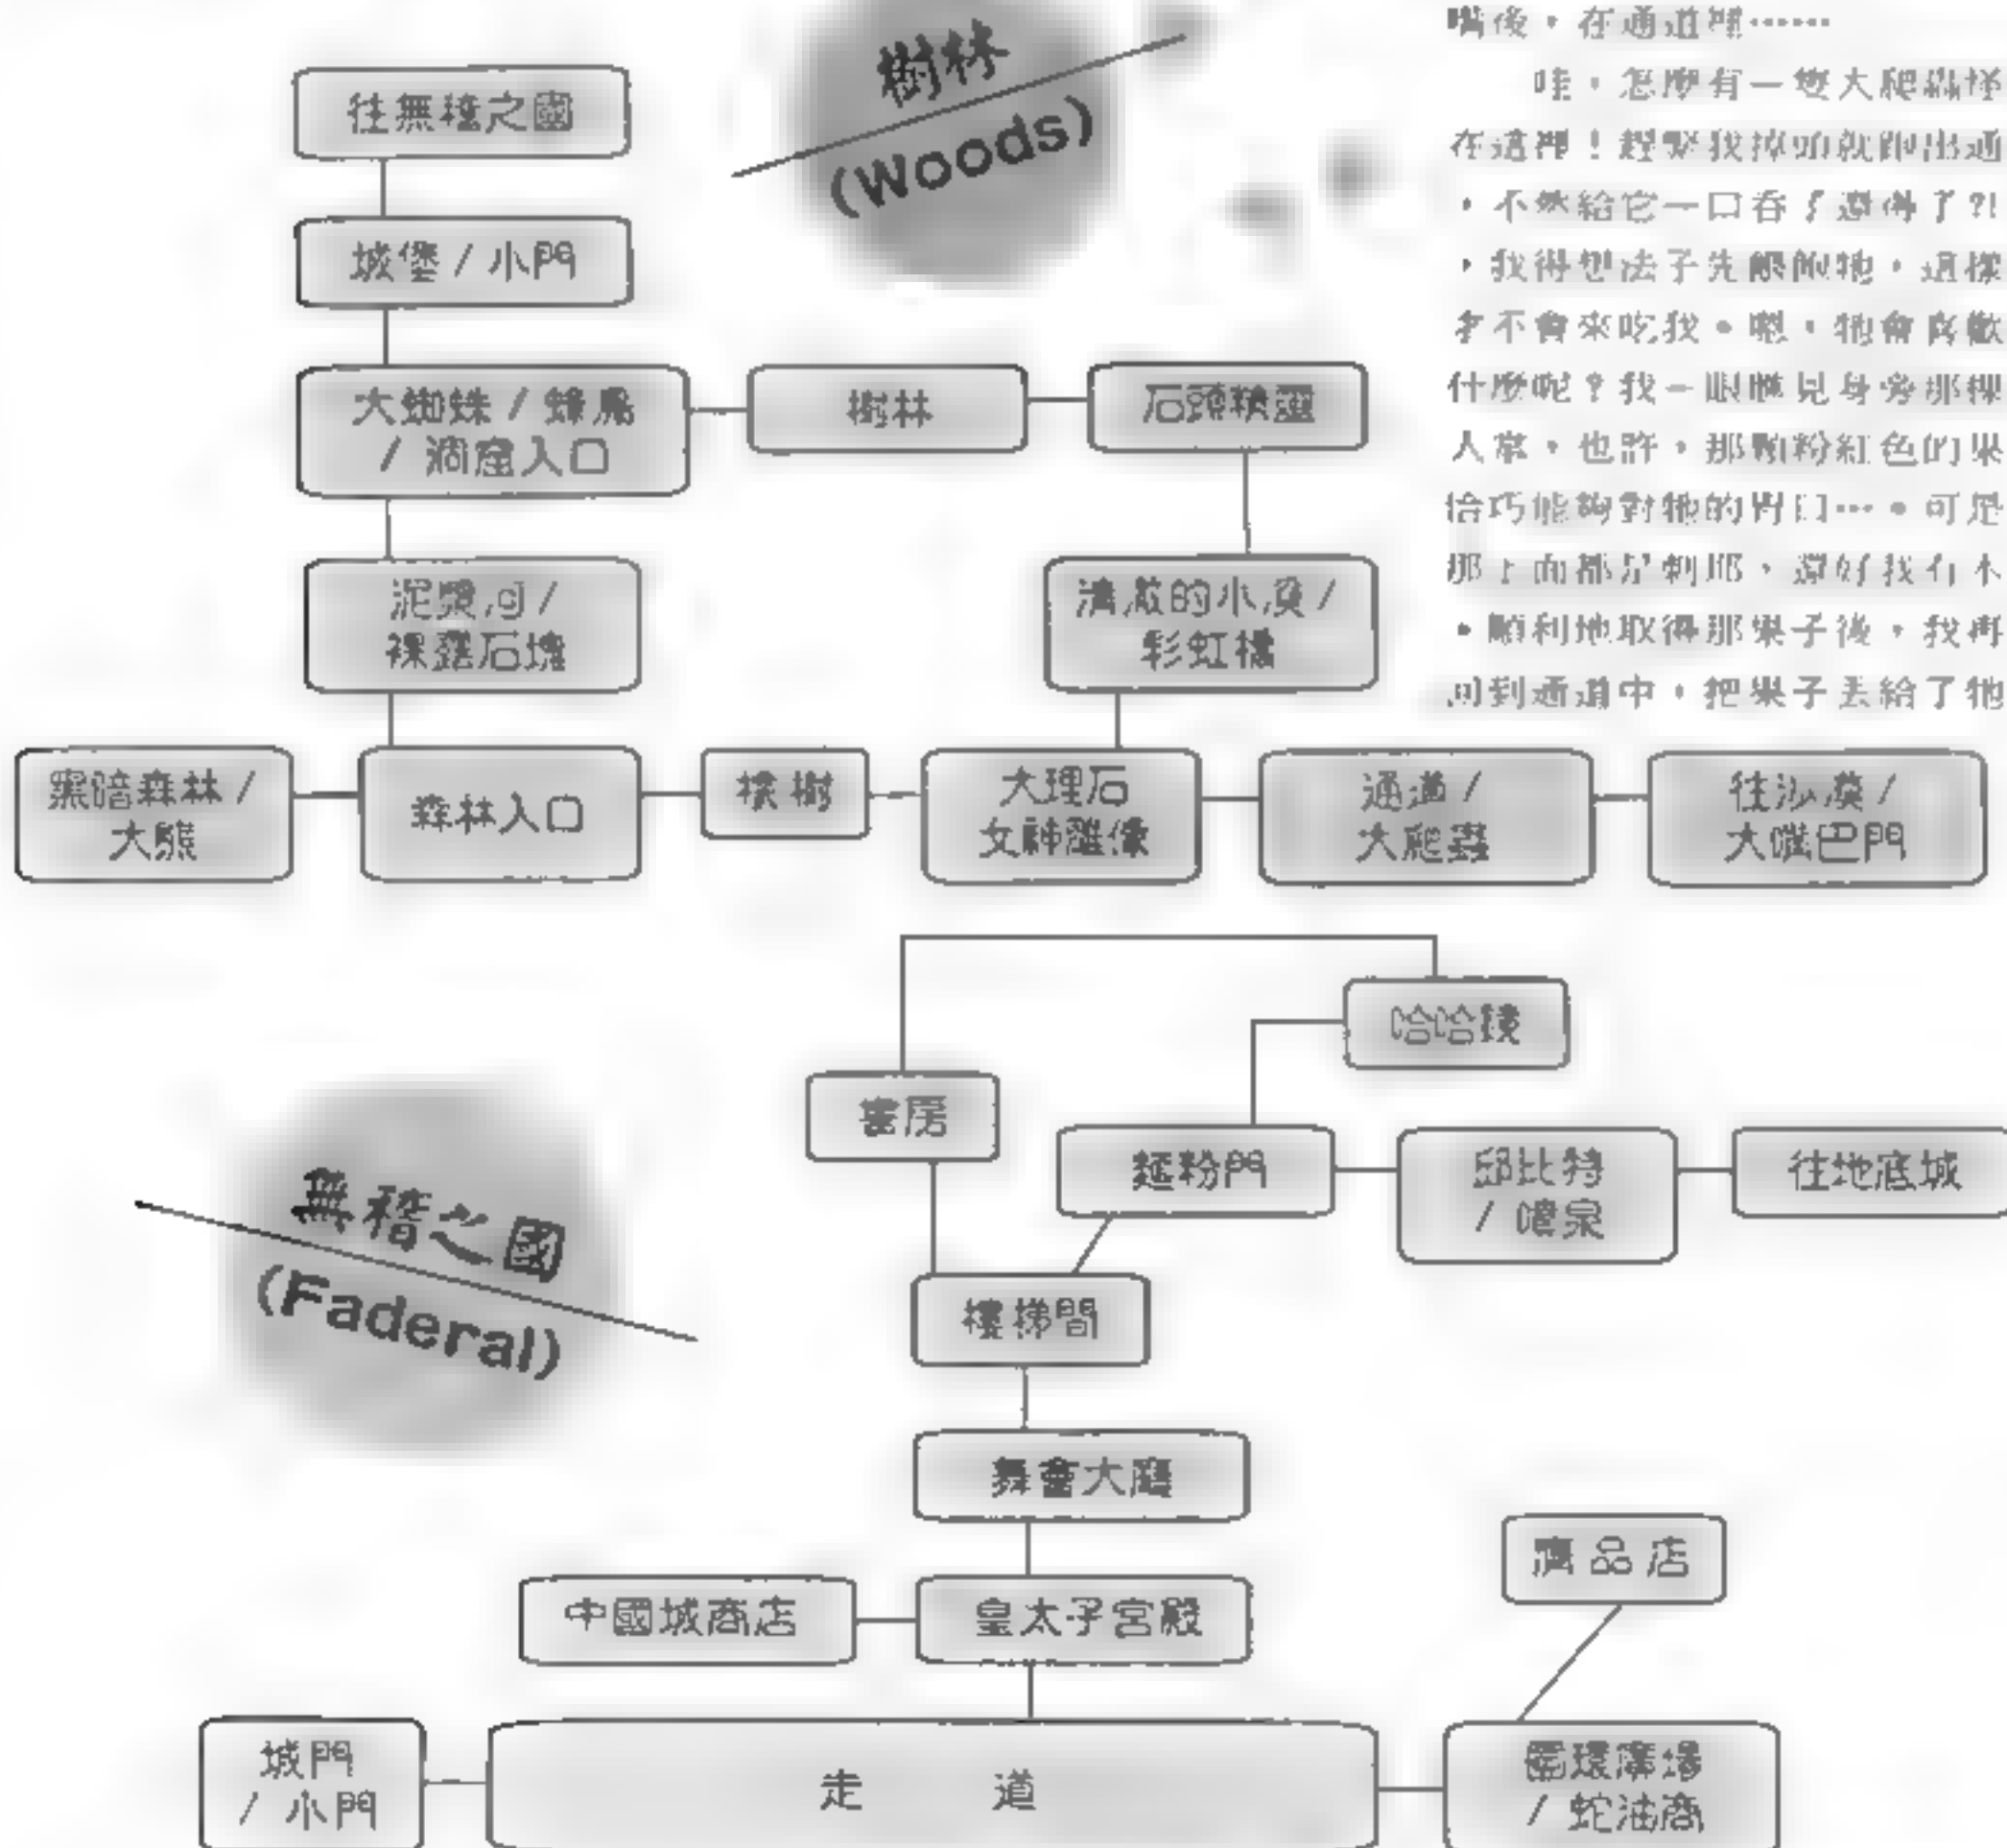 樹林
(Woods)
嘴後，在通道裡……
哇，怎麼有一隻大爬蟲怪
在這裡！趕緊我掉頭就跑出通
，不然給它一口吞了還得了?!
，我得想法子先餵飽牠，這樣
才不會來吃我。嗯，牠會喜歡
什麼呢？我一眼瞧見身旁那棵
人掌，也許，那顆粉紅色的果
恰巧能夠對牠的胃口…。可是
那上面都是刺耶，還好我有木
。順利地取得那果子後，我再
回到通道中，把果子丟給了牠
往無稽之國
城堡 / 小門
大蜘蛛 / 蜂鳥
/ 洞窟入口
樹林
石頭精靈
泥漿河 /
裸露石塊
清澈的小溪 /
彩虹橋
黑暗森林 /
大熊
森林入口
橡樹
大理石
女神雕像
通道 /
大爬蟲
往沙漠 /
大嘴巴門
哈哈鏡
書房
麵粉門
邱比特
/ 噴泉
往地底城
無稽之國
(Faderal)
樓梯間
舞會大廳
贗品店
中國城商店
皇太子宮殿
城門
/ 小門
走 道
循環廣場
/ 蛇油商